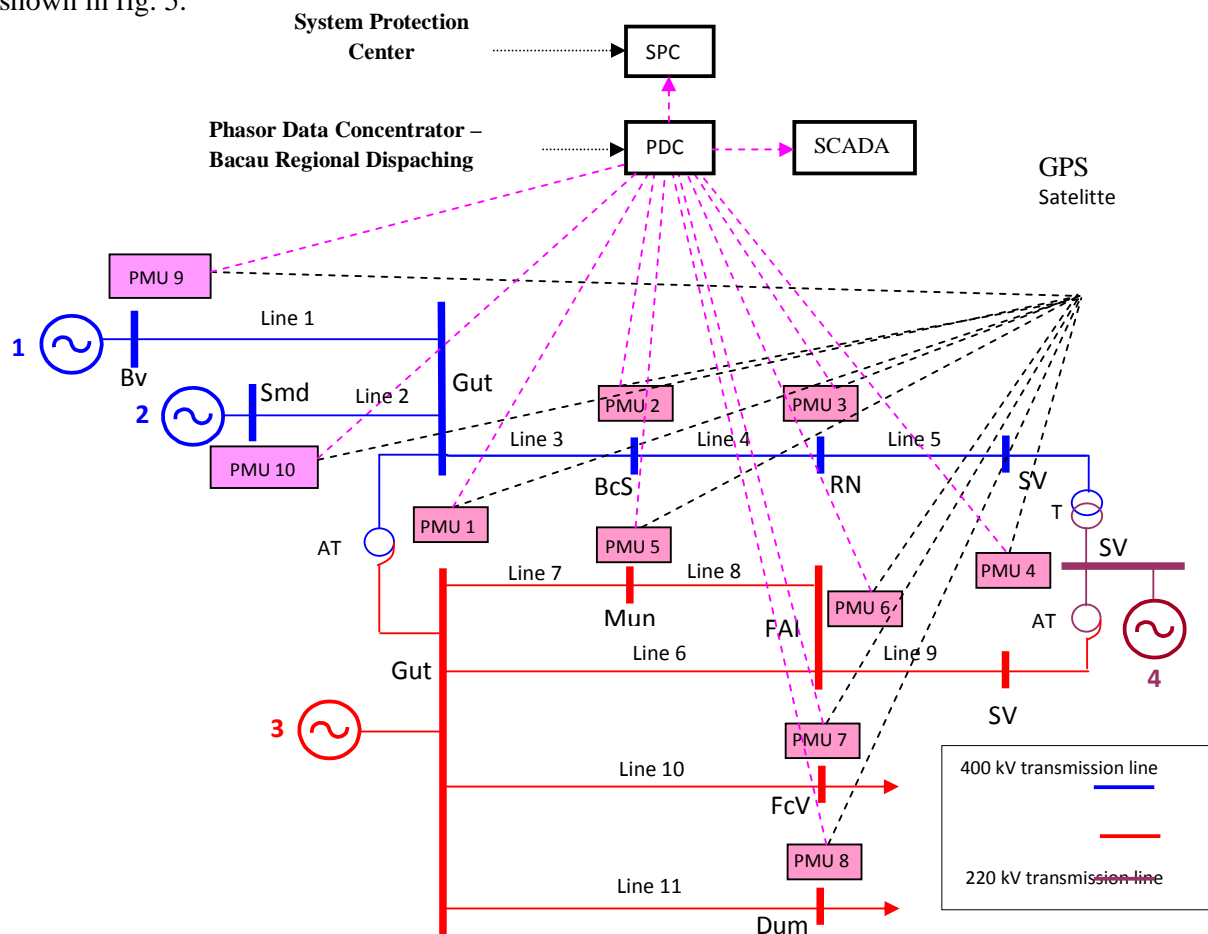 shown in fig. 5.
System Protection
Center
SPC
Phasor Data Concentrator –
Bacau Regional Dispaching
PDC
SCADA
GPS
Satelitte
PMU 9
Line 1
1
Bv
Gut
Smd
Line 2
2
PMU 2
PMU 3
PMU 10
Line 3
Line 4
Line 5
BcS
RN
SV
PMU 1
T
AT
PMU 5
SV
PMU 4
Line 7
Line 8
Mun
PMU 6
FAI
AT
Gut
Line 6
Line 9
4
SV
3
PMU 7
Line 10
400 kV transmission line
FcV
PMU 8
220 kV transmission line
Line 11
Dum